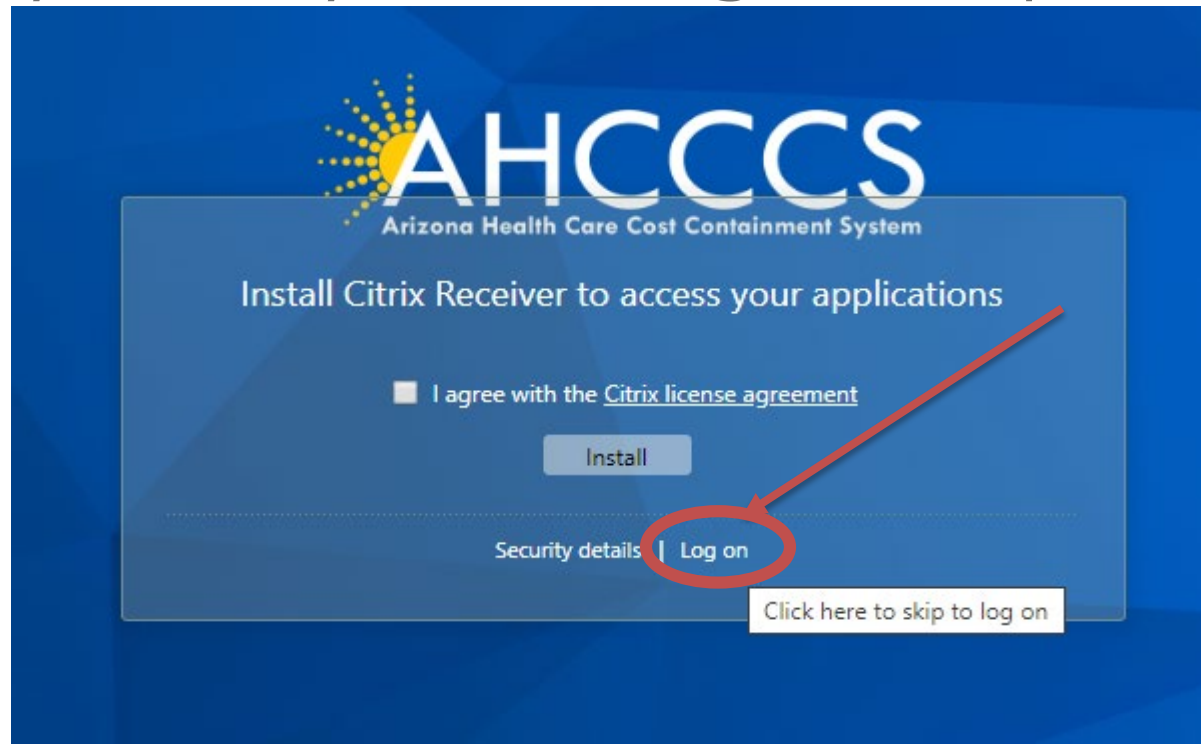 AHCCCS
Arizona Health Care Cost Containment System
Install Citrix Receiver to access your applications
I agree with the Citrix license agreement
Install
Security details | Log on
Click here to skip to log on